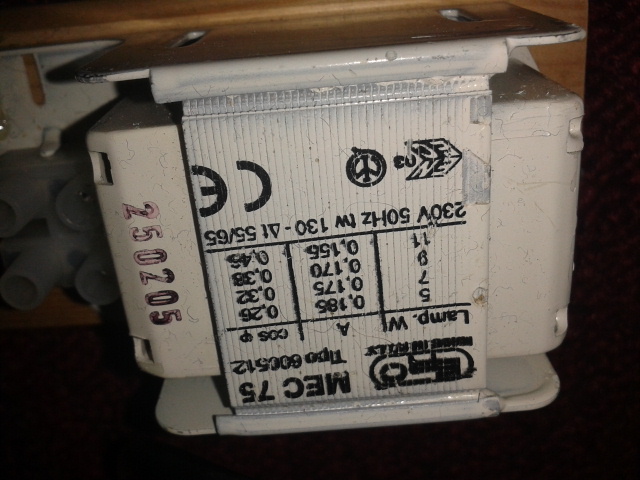 MEC 75
Tipo 600512
MADE IN ITALY
Lamp. W A cos φ
5 0,185 0,26
7 0,175 0,32
9 0,170 0,38
11 0,155 0,46
230V 50Hz tw 130 - Δt 55/65
CE
250205